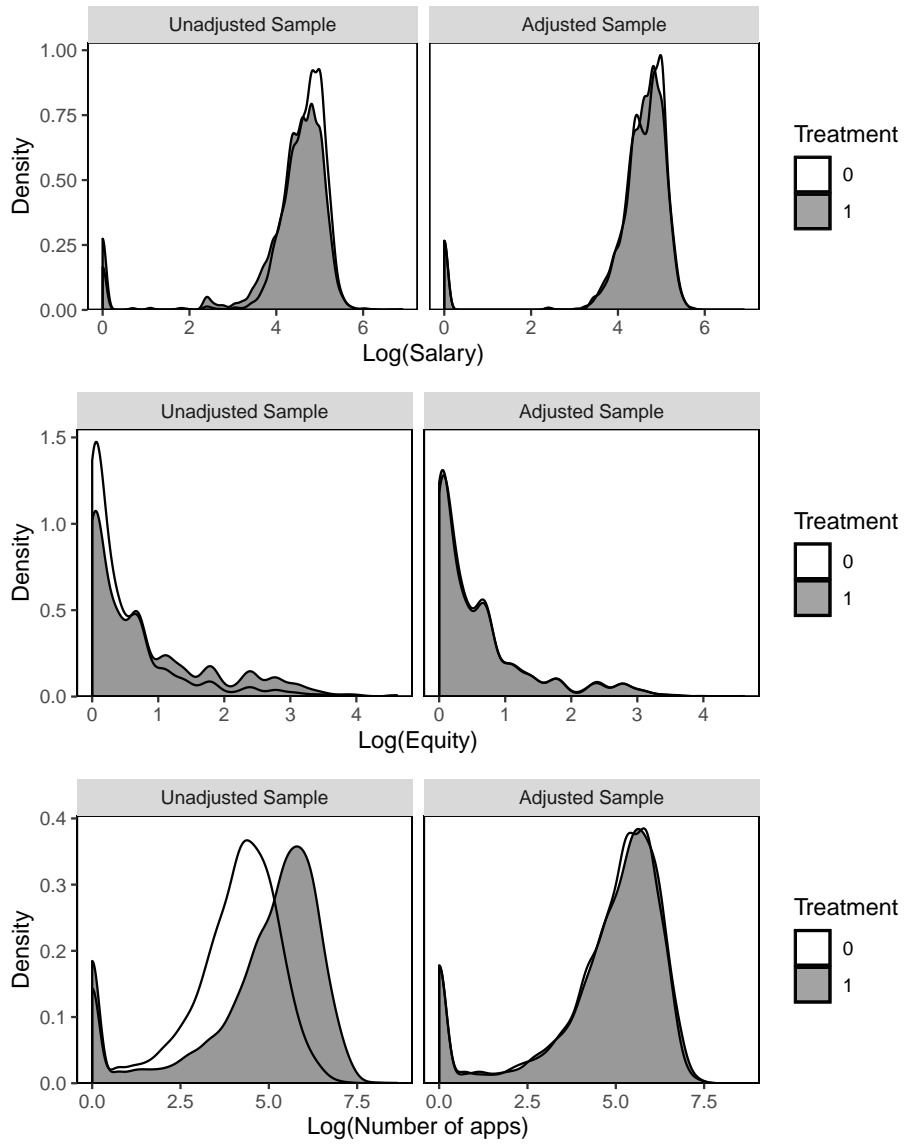 Unadjusted Sample Adjusted Sample
1.00
0.75
0.50
0.25
0.00
Density
0 2 4 6 0 2 4 6
Log(Salary)
Treatment
0
1
Unadjusted Sample Adjusted Sample
1.5
1.0
0.5
0.0
Density
0 1 2 3 4 0 1 2 3 4
Log(Equity)
Treatment
0
1
Unadjusted Sample Adjusted Sample
0.4
0.3
0.2
0.1
0.0
Density
0.0 2.5 5.0 7.5 0.0 2.5 5.0 7.5
Log(Number of apps)
Treatment
0
1